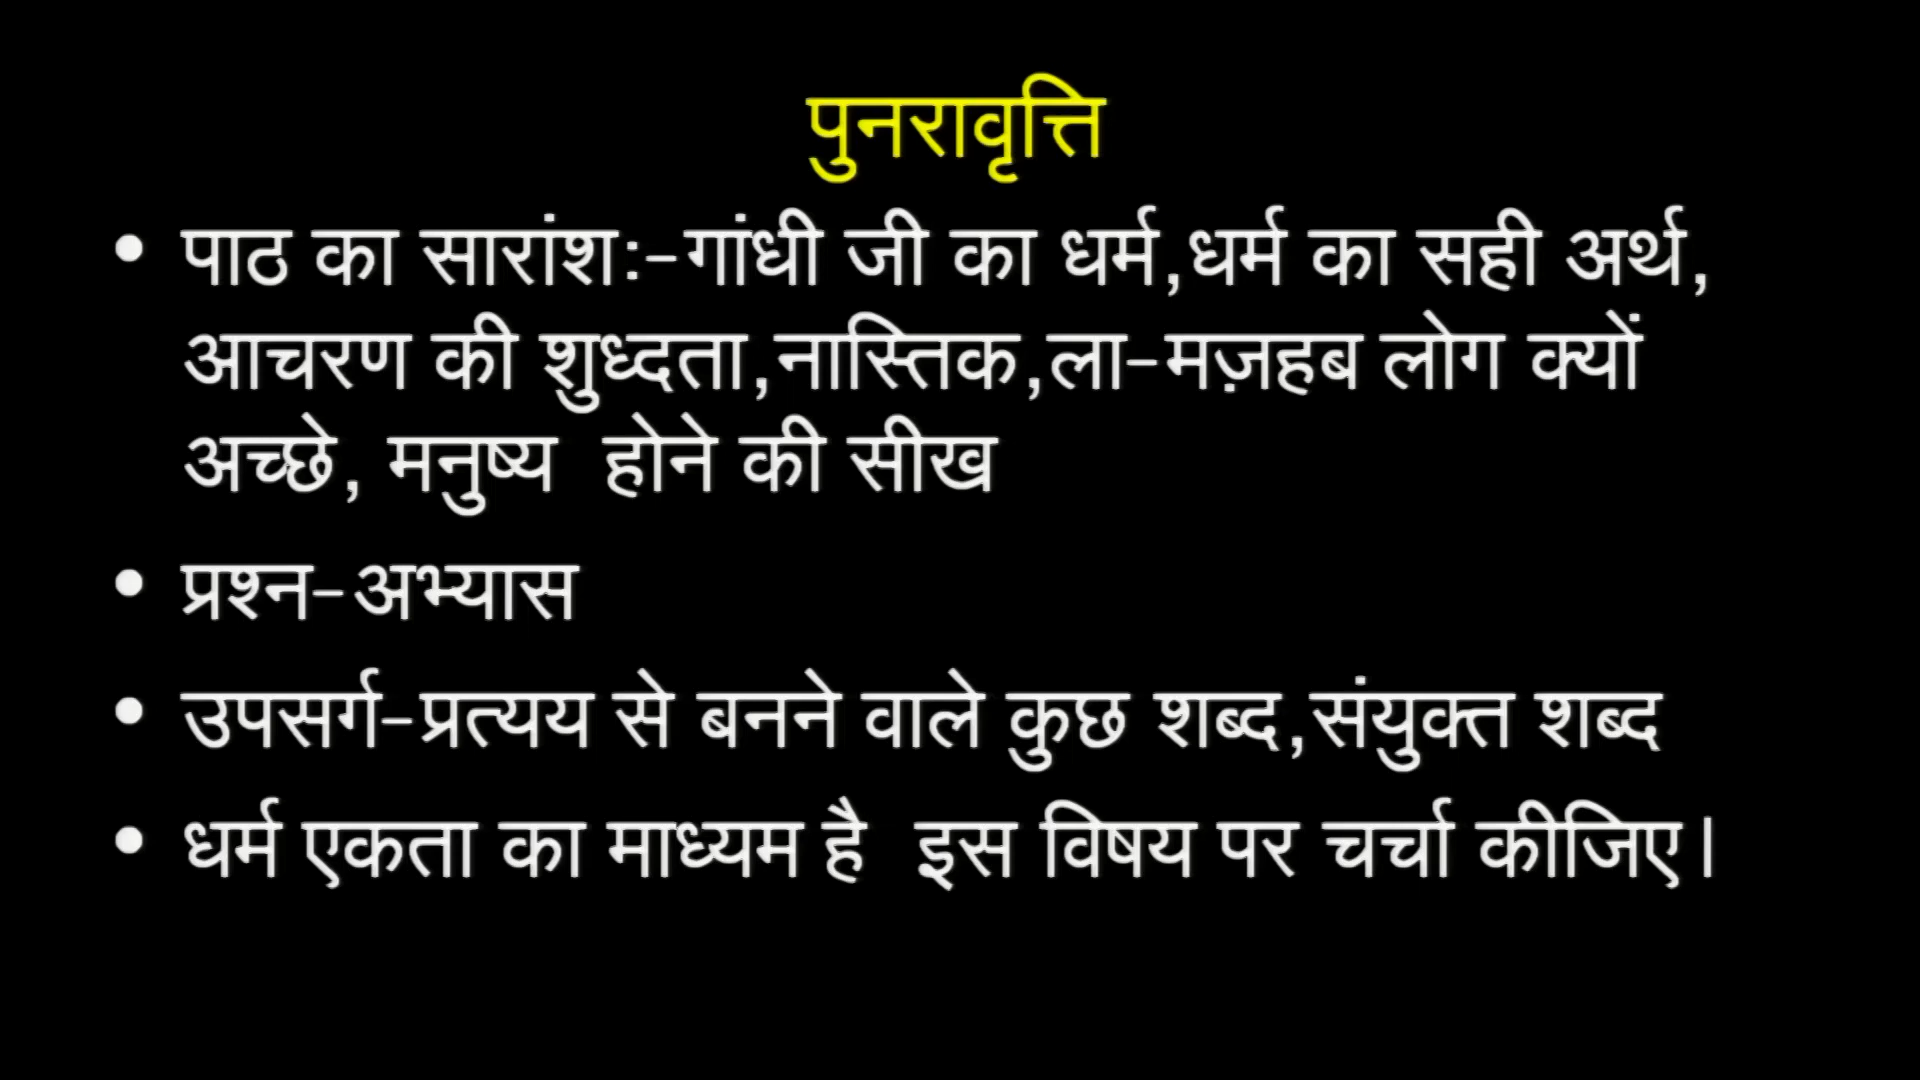 पुनरावृत्ति
• पाठ का सारांश:-गांधी जी का धर्म,धर्म का सही अर्थ,
आचरण की शुध्दता,नास्तिक,ला-मज़हब लोग क्यों
अच्छे, मनुष्य  होने की सीख
• प्रश्न-अभ्यास
• उपसर्ग-प्रत्यय से बनने वाले कुछ शब्द,संयुक्त शब्द
• धर्म एकता का माध्यम है  इस विषय पर चर्चा कीजिए।